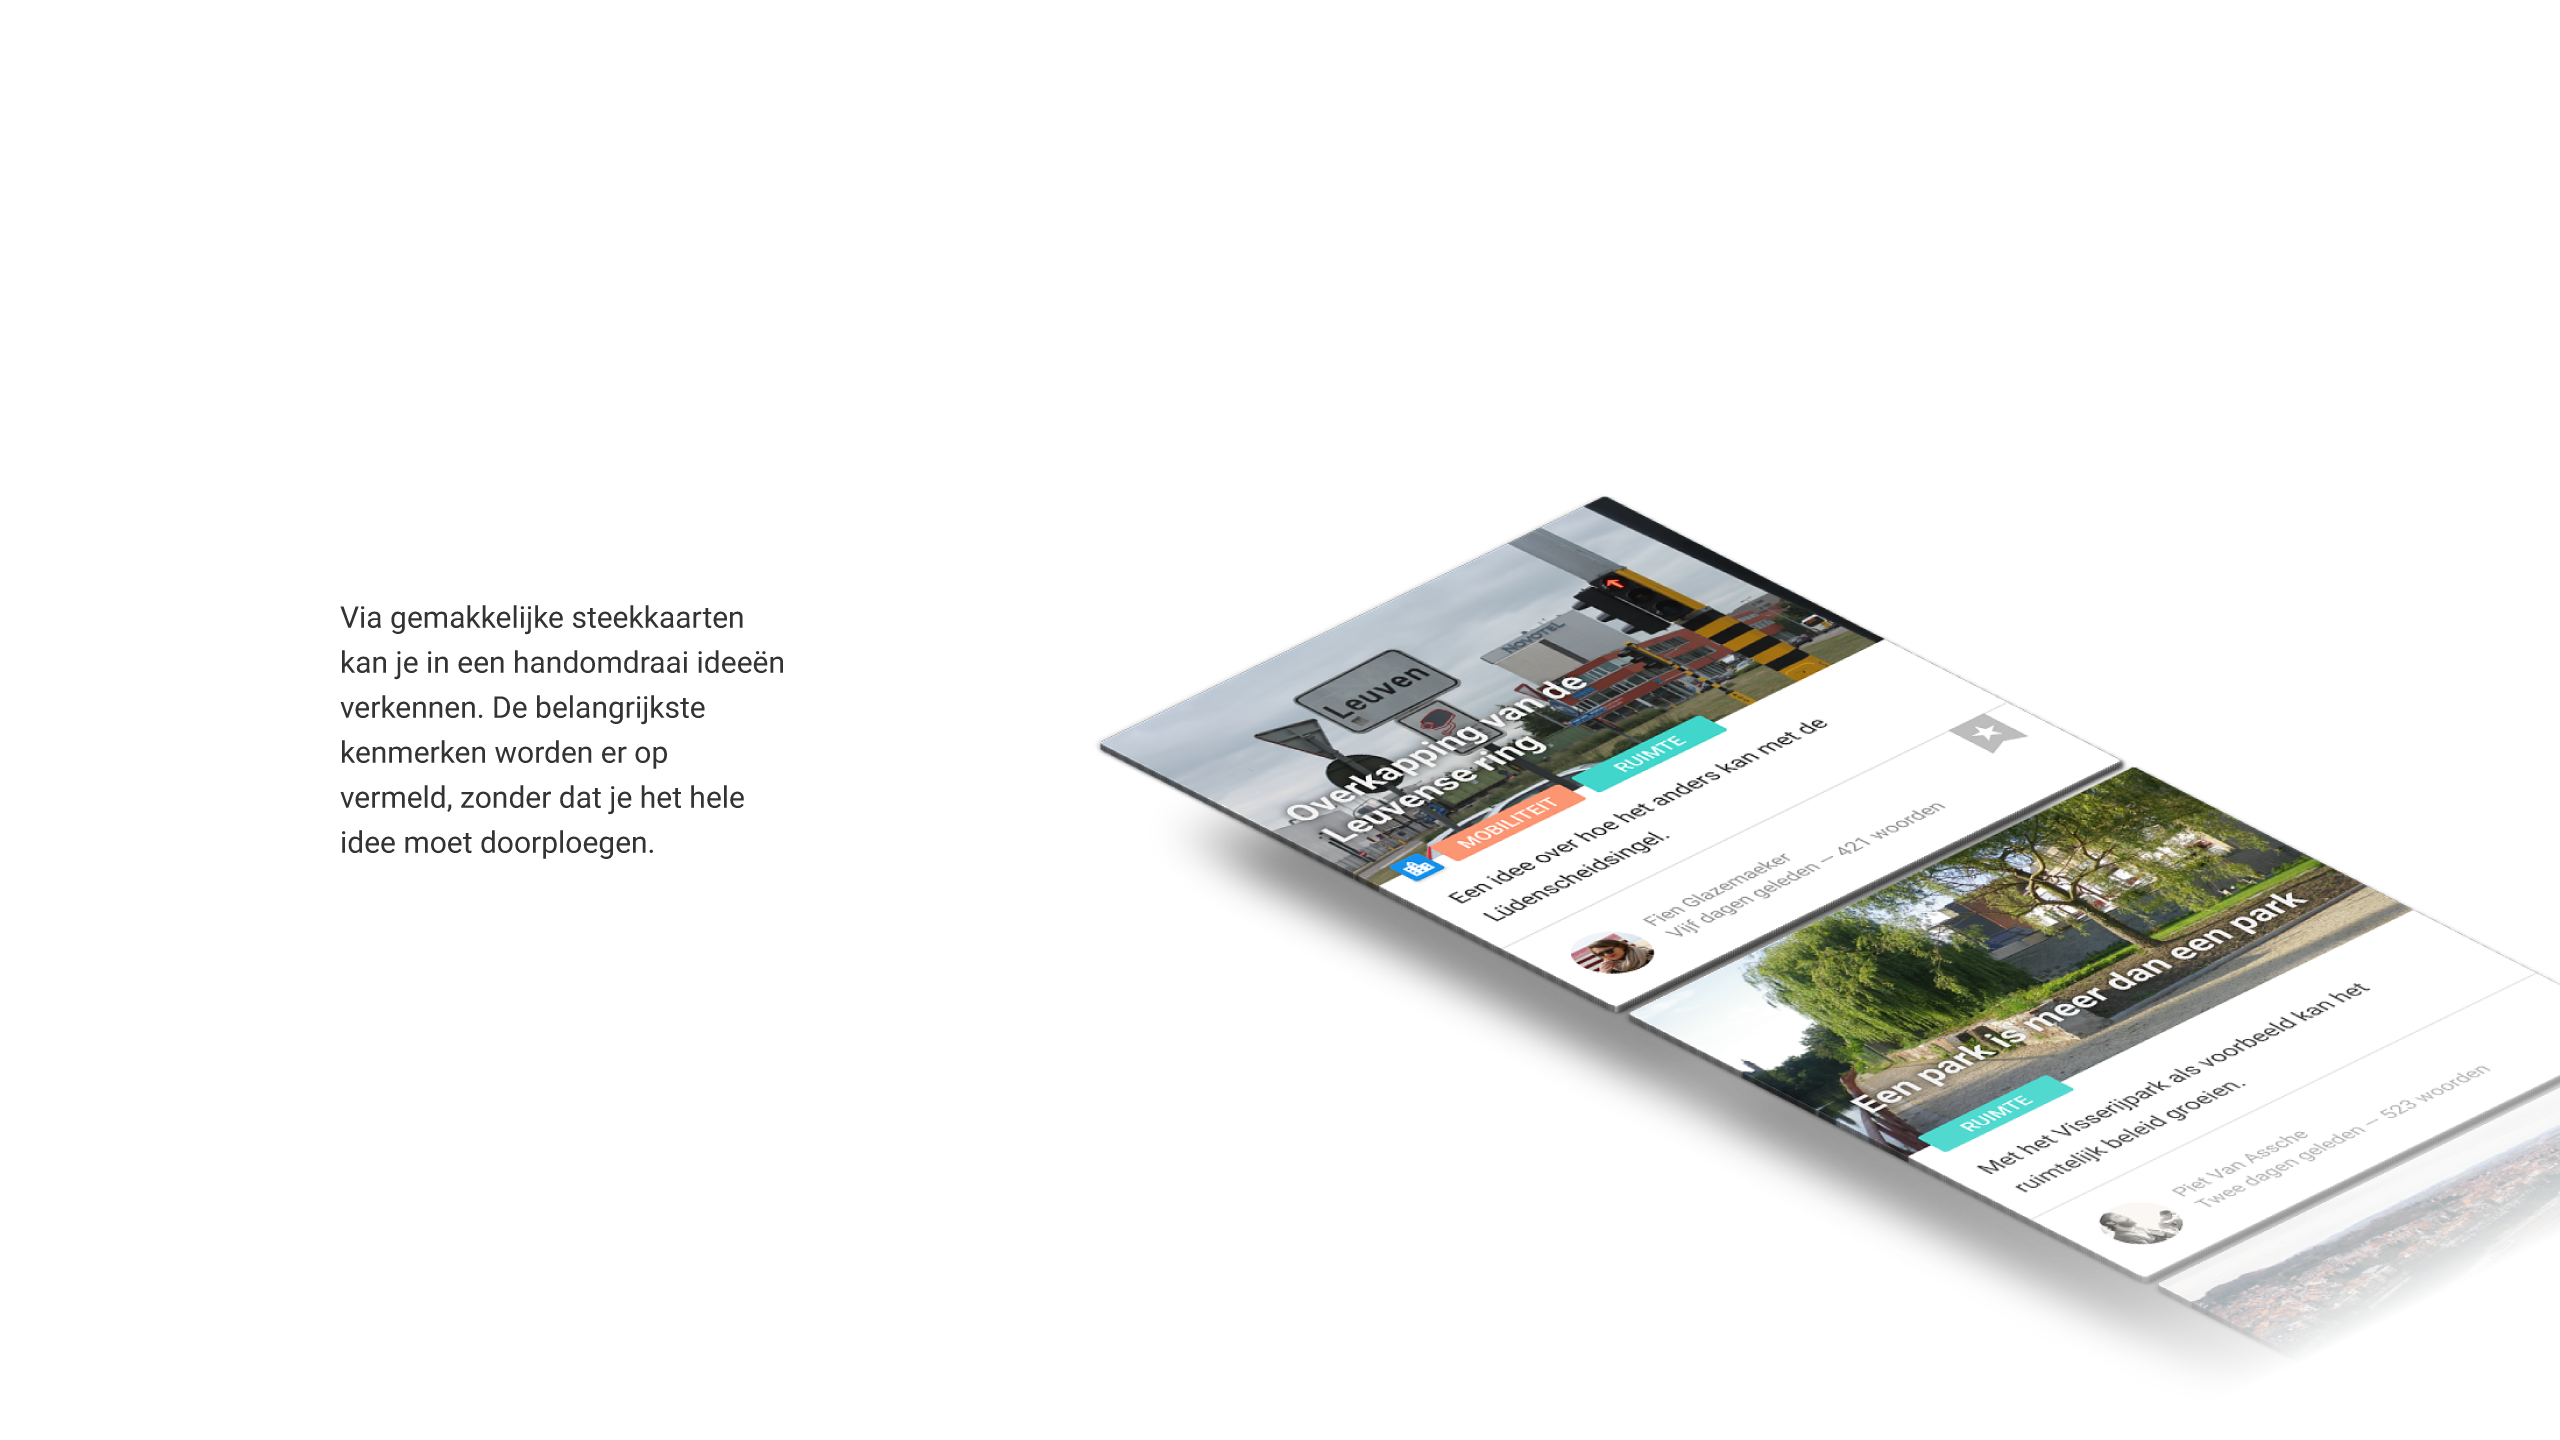 Via gemakkelijke steekkaarten
kan je in een handomdraai ideeën
verkennen. De belangrijkste
kenmerken worden er op
vermeld, zonder dat je het hele
idee moet doorploegen.
Leuven
NOVOTEL
Overkapping van de
Leuvense ring
MOBILITEIT
RUIMTE
Een idee over hoe het anders kan met de
Lüdenscheidsingel.
Fien Glazemaeker
Vijf dagen geleden — 421 woorden
Een park is meer dan een park
RUIMTE
Met het Visserijpark als voorbeeld kan het
ruimtelijk beleid groeien.
Piet Van Assche
Twee dagen geleden — 523 woorden